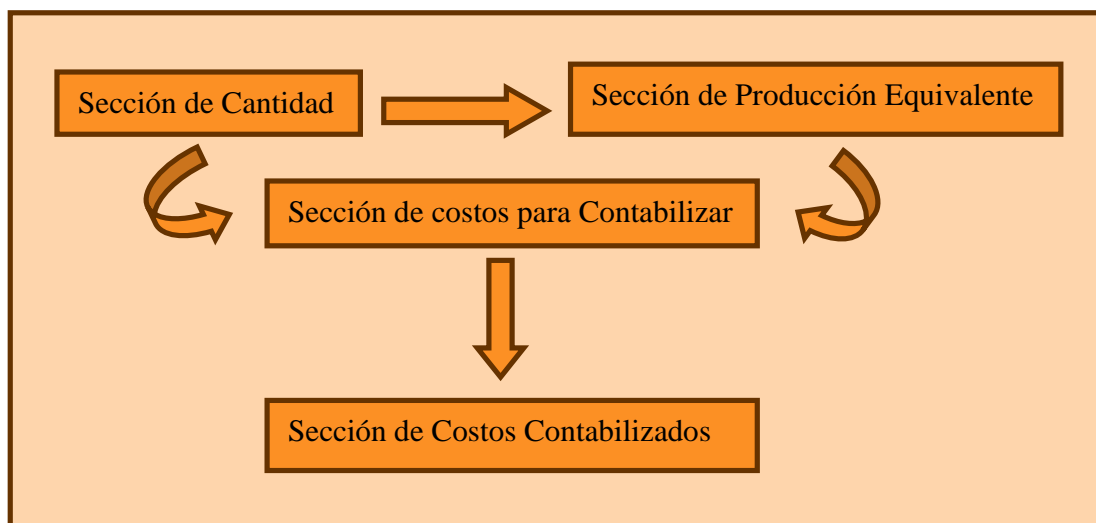 Sección de Cantidad
Sección de Producción Equivalente
Sección de costos para Contabilizar
Sección de Costos Contabilizados